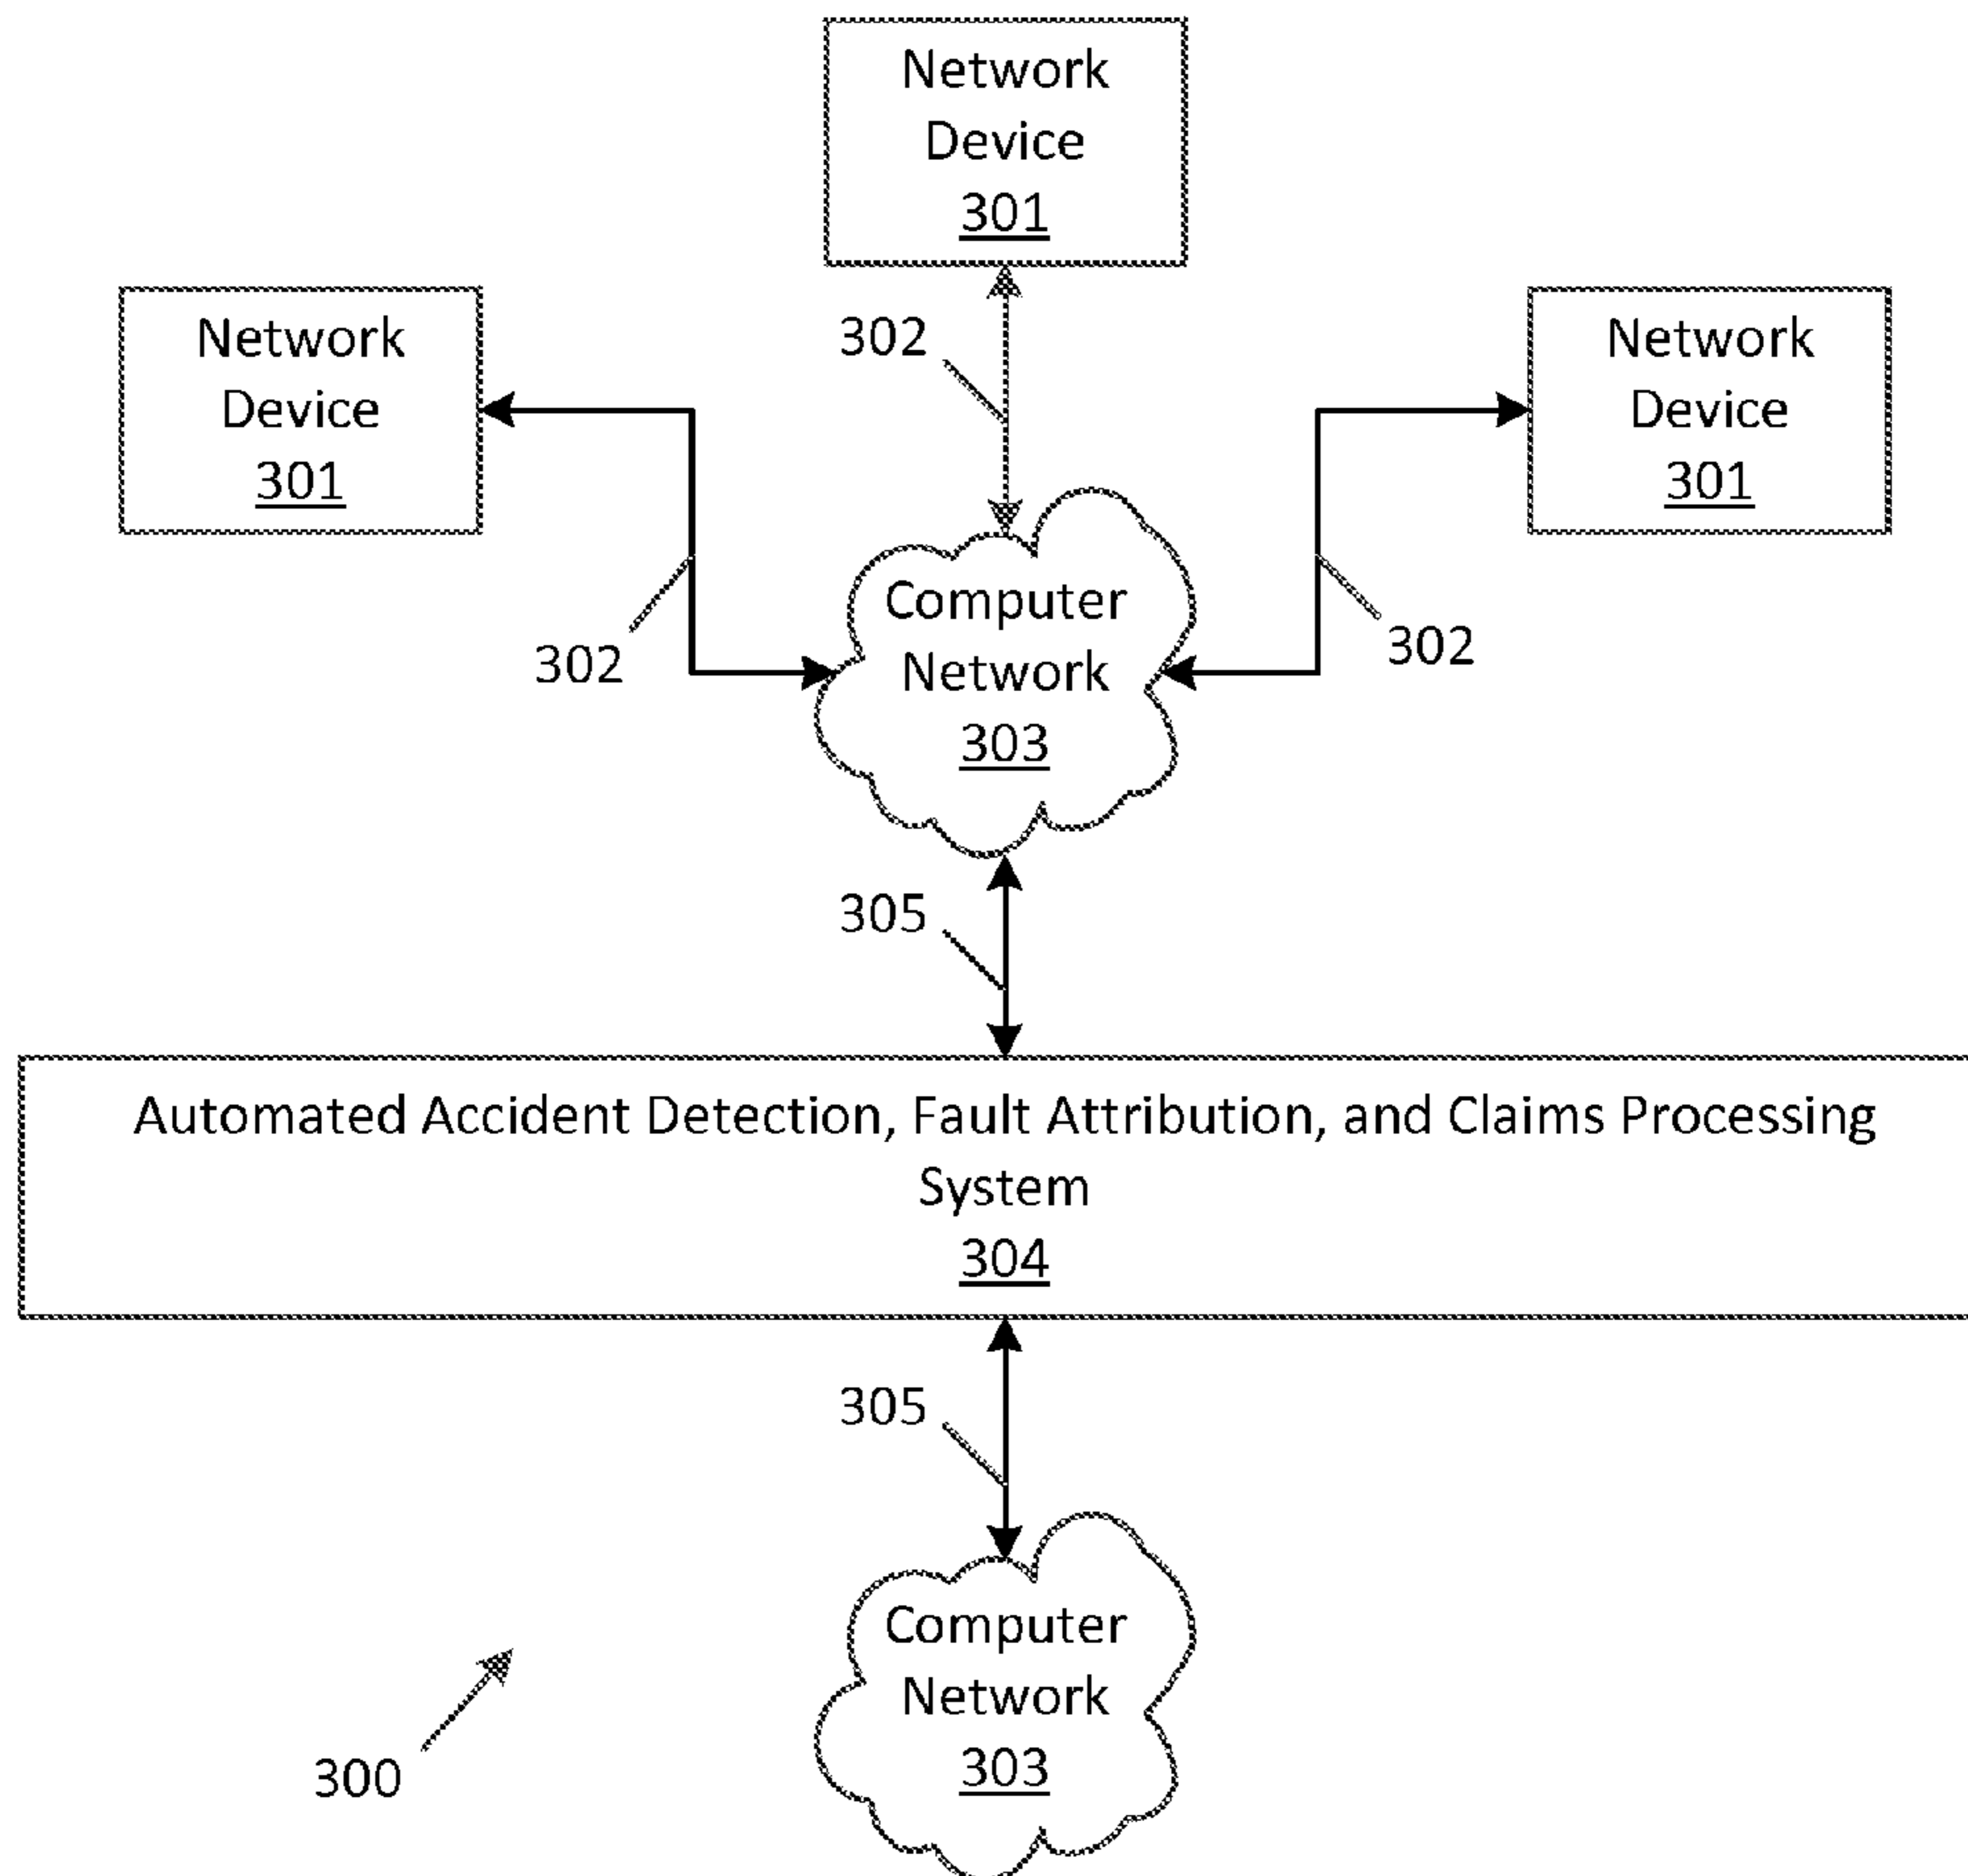 Network
Device
301
Network
Device
301
302
Network
Device
301
Computer
Network
303
302
302
305
Automated Accident Detection, Fault Attribution, and Claims Processing
System
304
305
Computer
Network
303
300